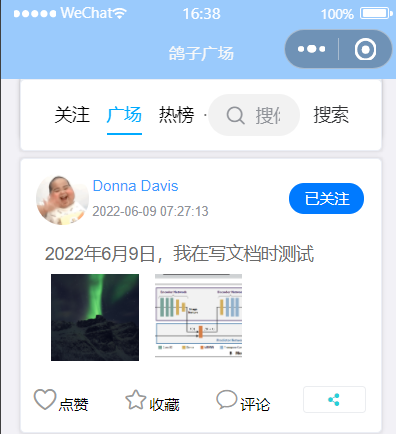 WeChat 16:38 100%
鸽子广场
关注 广场 热榜 · 搜索
Donna Davis
已关注
2022-06-09 07:27:13
2022年6月9日，我在写文档时测试
点赞 收藏 评论